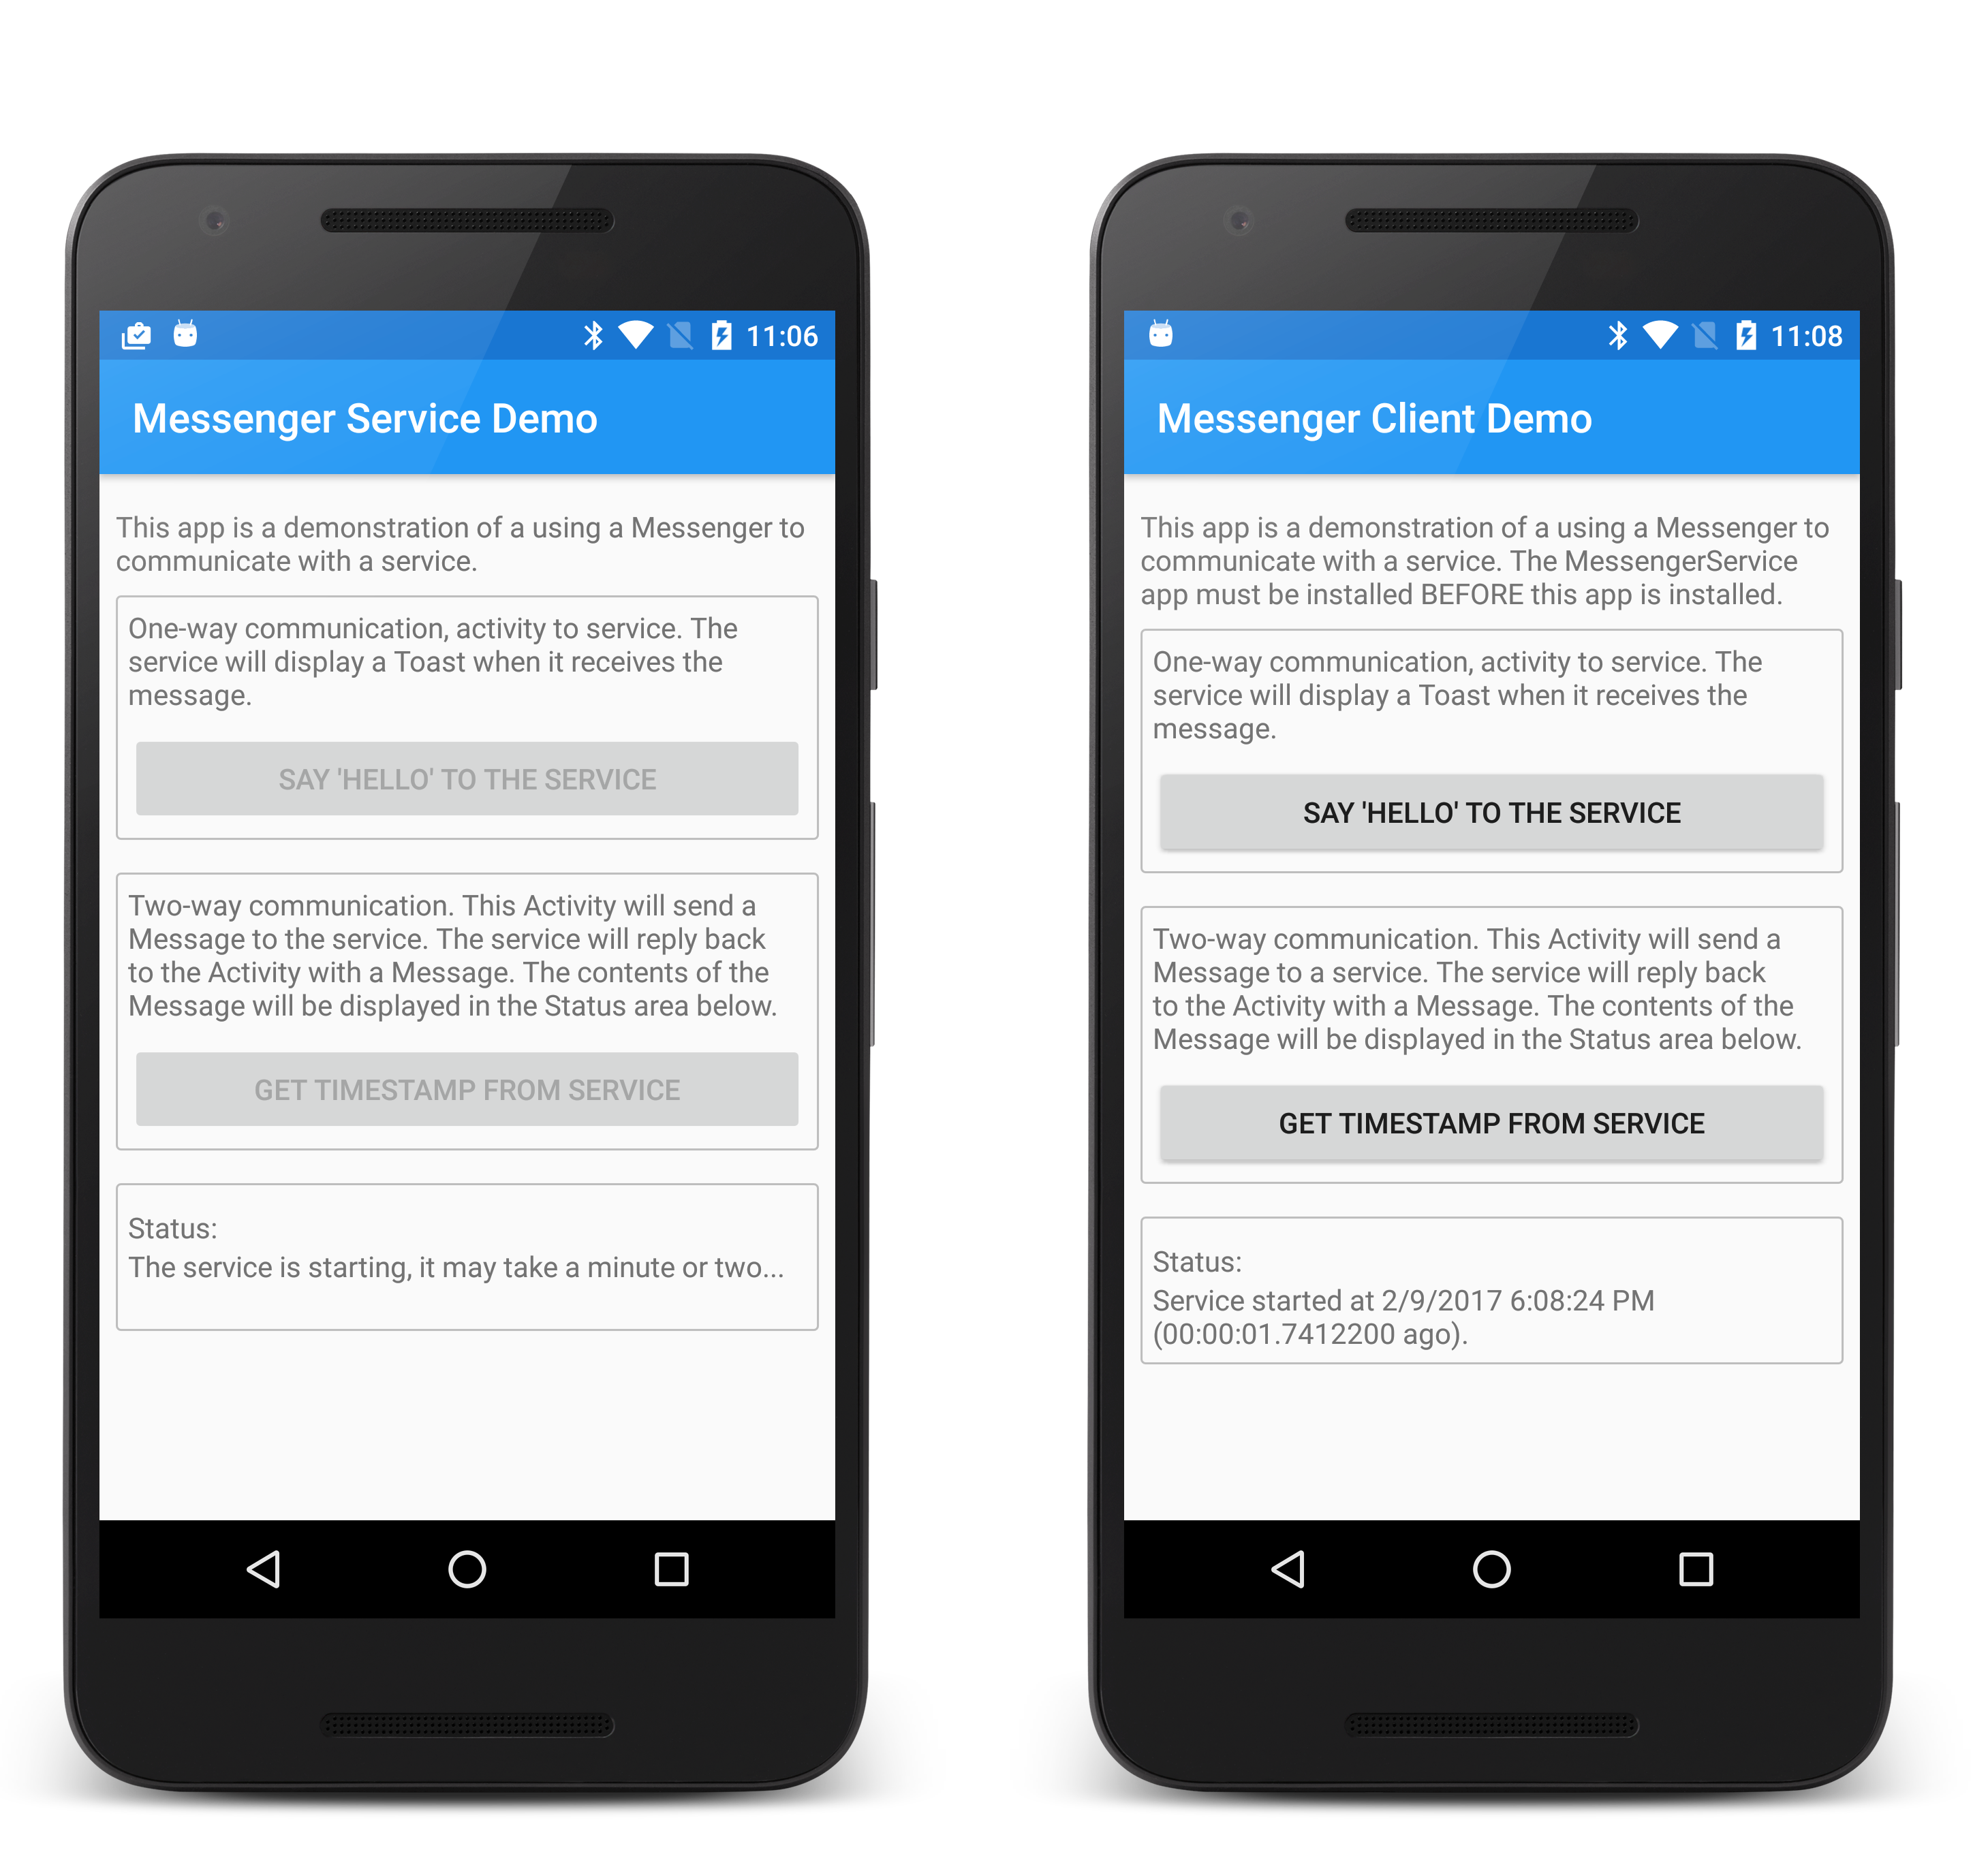 11:06
Messenger Service Demo
This app is a demonstration of a using a Messenger to
communicate with a service.
One-way communication, activity to service. The
service will display a Toast when it receives the
message.
SAY 'HELLO' TO THE SERVICE
Two-way communication. This Activity will send a
Message to the service. The service will reply back
to the Activity with a Message. The contents of the
Message will be displayed in the Status area below.
GET TIMESTAMP FROM SERVICE
Status:
The service is starting, it may take a minute or two...
11:08
Messenger Client Demo
This app is a demonstration of a using a Messenger to
communicate with a service. The MessengerService
app must be installed BEFORE this app is installed.
One-way communication, activity to service. The
service will display a Toast when it receives the
message.
SAY 'HELLO' TO THE SERVICE
Two-way communication. This Activity will send a
Message to a service. The service will reply back
to the Activity with a Message. The contents of the
Message will be displayed in the Status area below.
GET TIMESTAMP FROM SERVICE
Status:
Service started at 2/9/2017 6:08:24 PM
(00:00:01.7412200 ago).